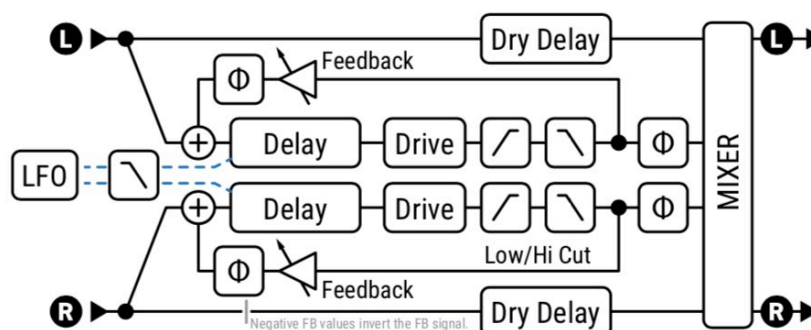 L Dry Delay L
Φ Feedback
Delay Drive Φ
LFO MIXER
Delay Drive Φ
Φ Low/Hi Cut
Feedback
R Dry Delay R
Negative FB values invert the FB signal.